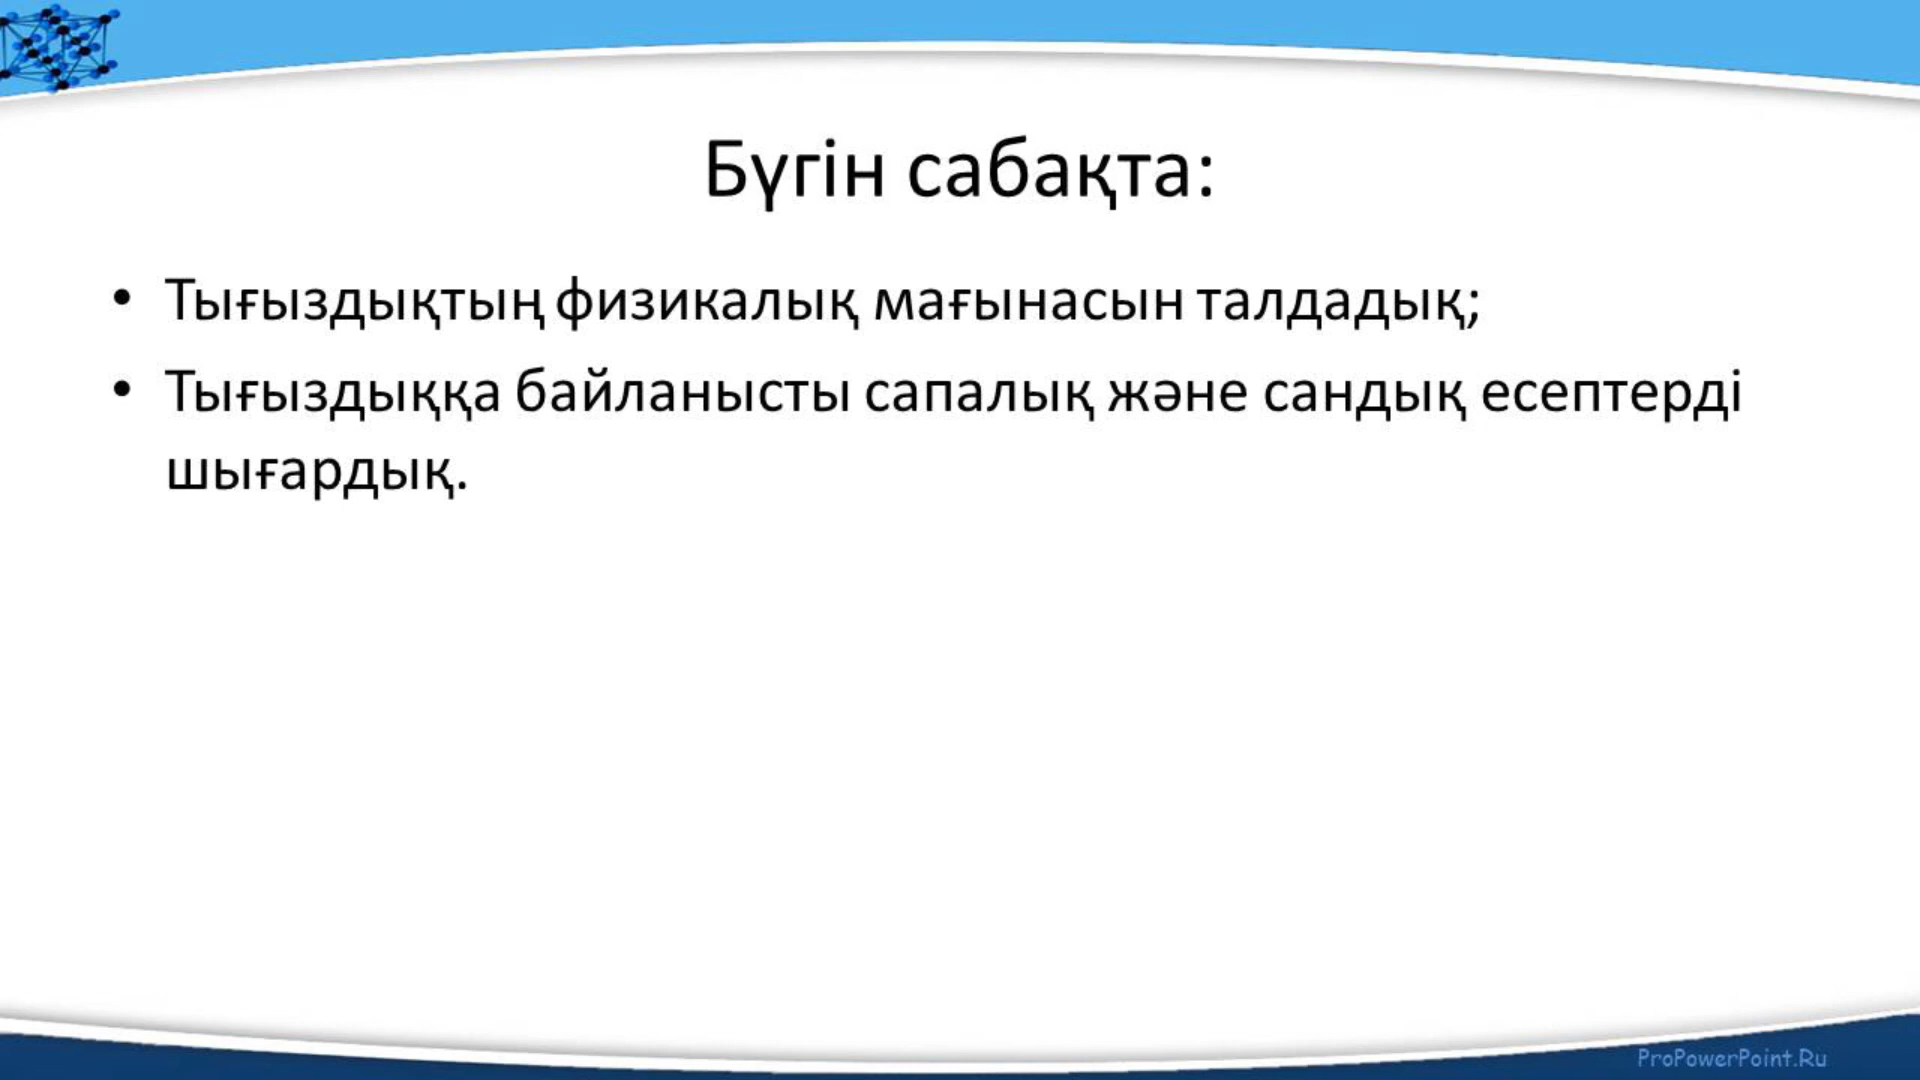 Бүгін сабақта:
• Тығыздықтың физикалық мағынасын талдадық;
• Тығыздыққа байланысты сапалық және сандық есептерді
шығардық.
ProPowerPoint.Ru